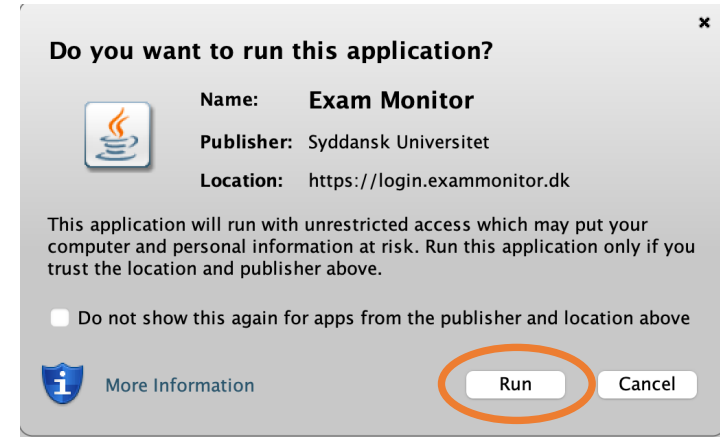 Do you want to run this application?
Name: Exam Monitor
Publisher: Syddansk Universitet
Location: https://login.exammonitor.dk
This application will run with unrestricted access which may put your
computer and personal information at risk. Run this application only if you
trust the location and publisher above.
Do not show this again for apps from the publisher and location above
More Information
Run
Cancel